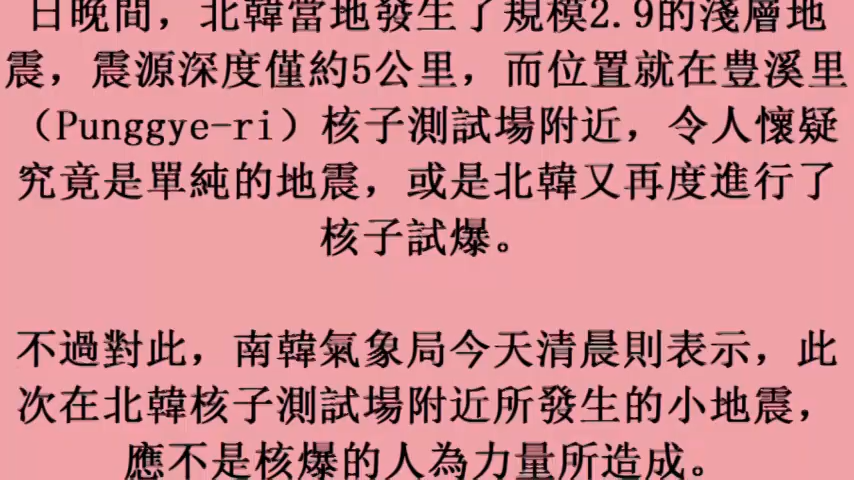 日晚間，北韓當地發生了規模2.9的淺層地
震，震源深度僅約5公里，而位置就在豊溪里
（Punggye-ri）核子測試場附近，令人懷疑
究竟是單純的地震，或是北韓又再度進行了
核子試爆。
不過對此，南韓氣象局今天清晨則表示，此
次在北韓核子測試場附近所發生的小地震，
應不是核爆的人為力量所造成。